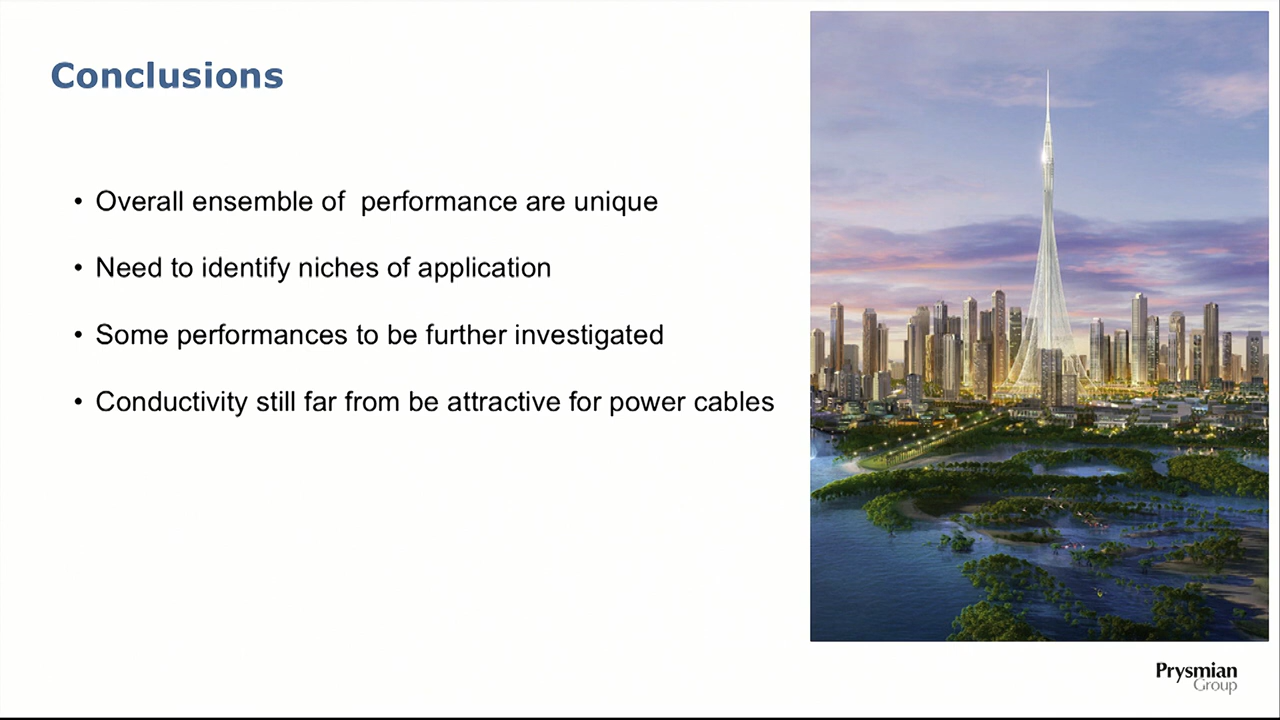 Conclusions
• Overall ensemble of  performance are unique
• Need to identify niches of application
• Some performances to be further investigated
• Conductivity still far from be attractive for power cables
Prysmian
Group